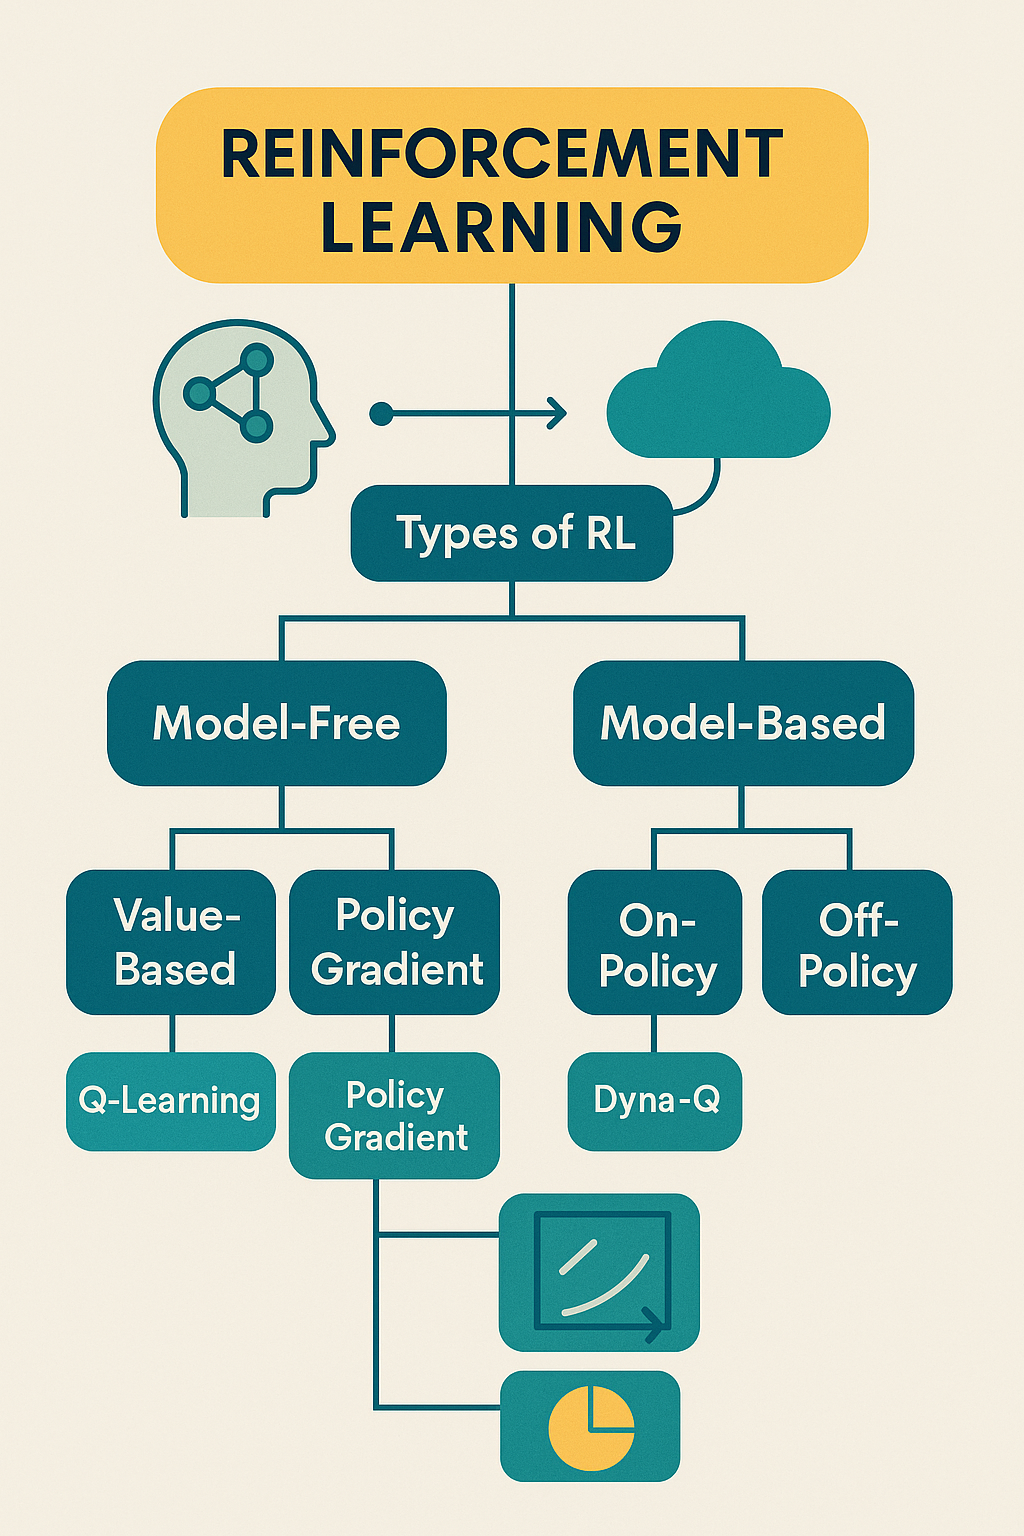 REINFORCEMENT
LEARNING
Types of RL
Model-Free
Model-Based
Value-
Based
Policy
Gradient
On-
Policy
Off-
Policy
Q-Learning
Policy
Gradient
Dyna-Q